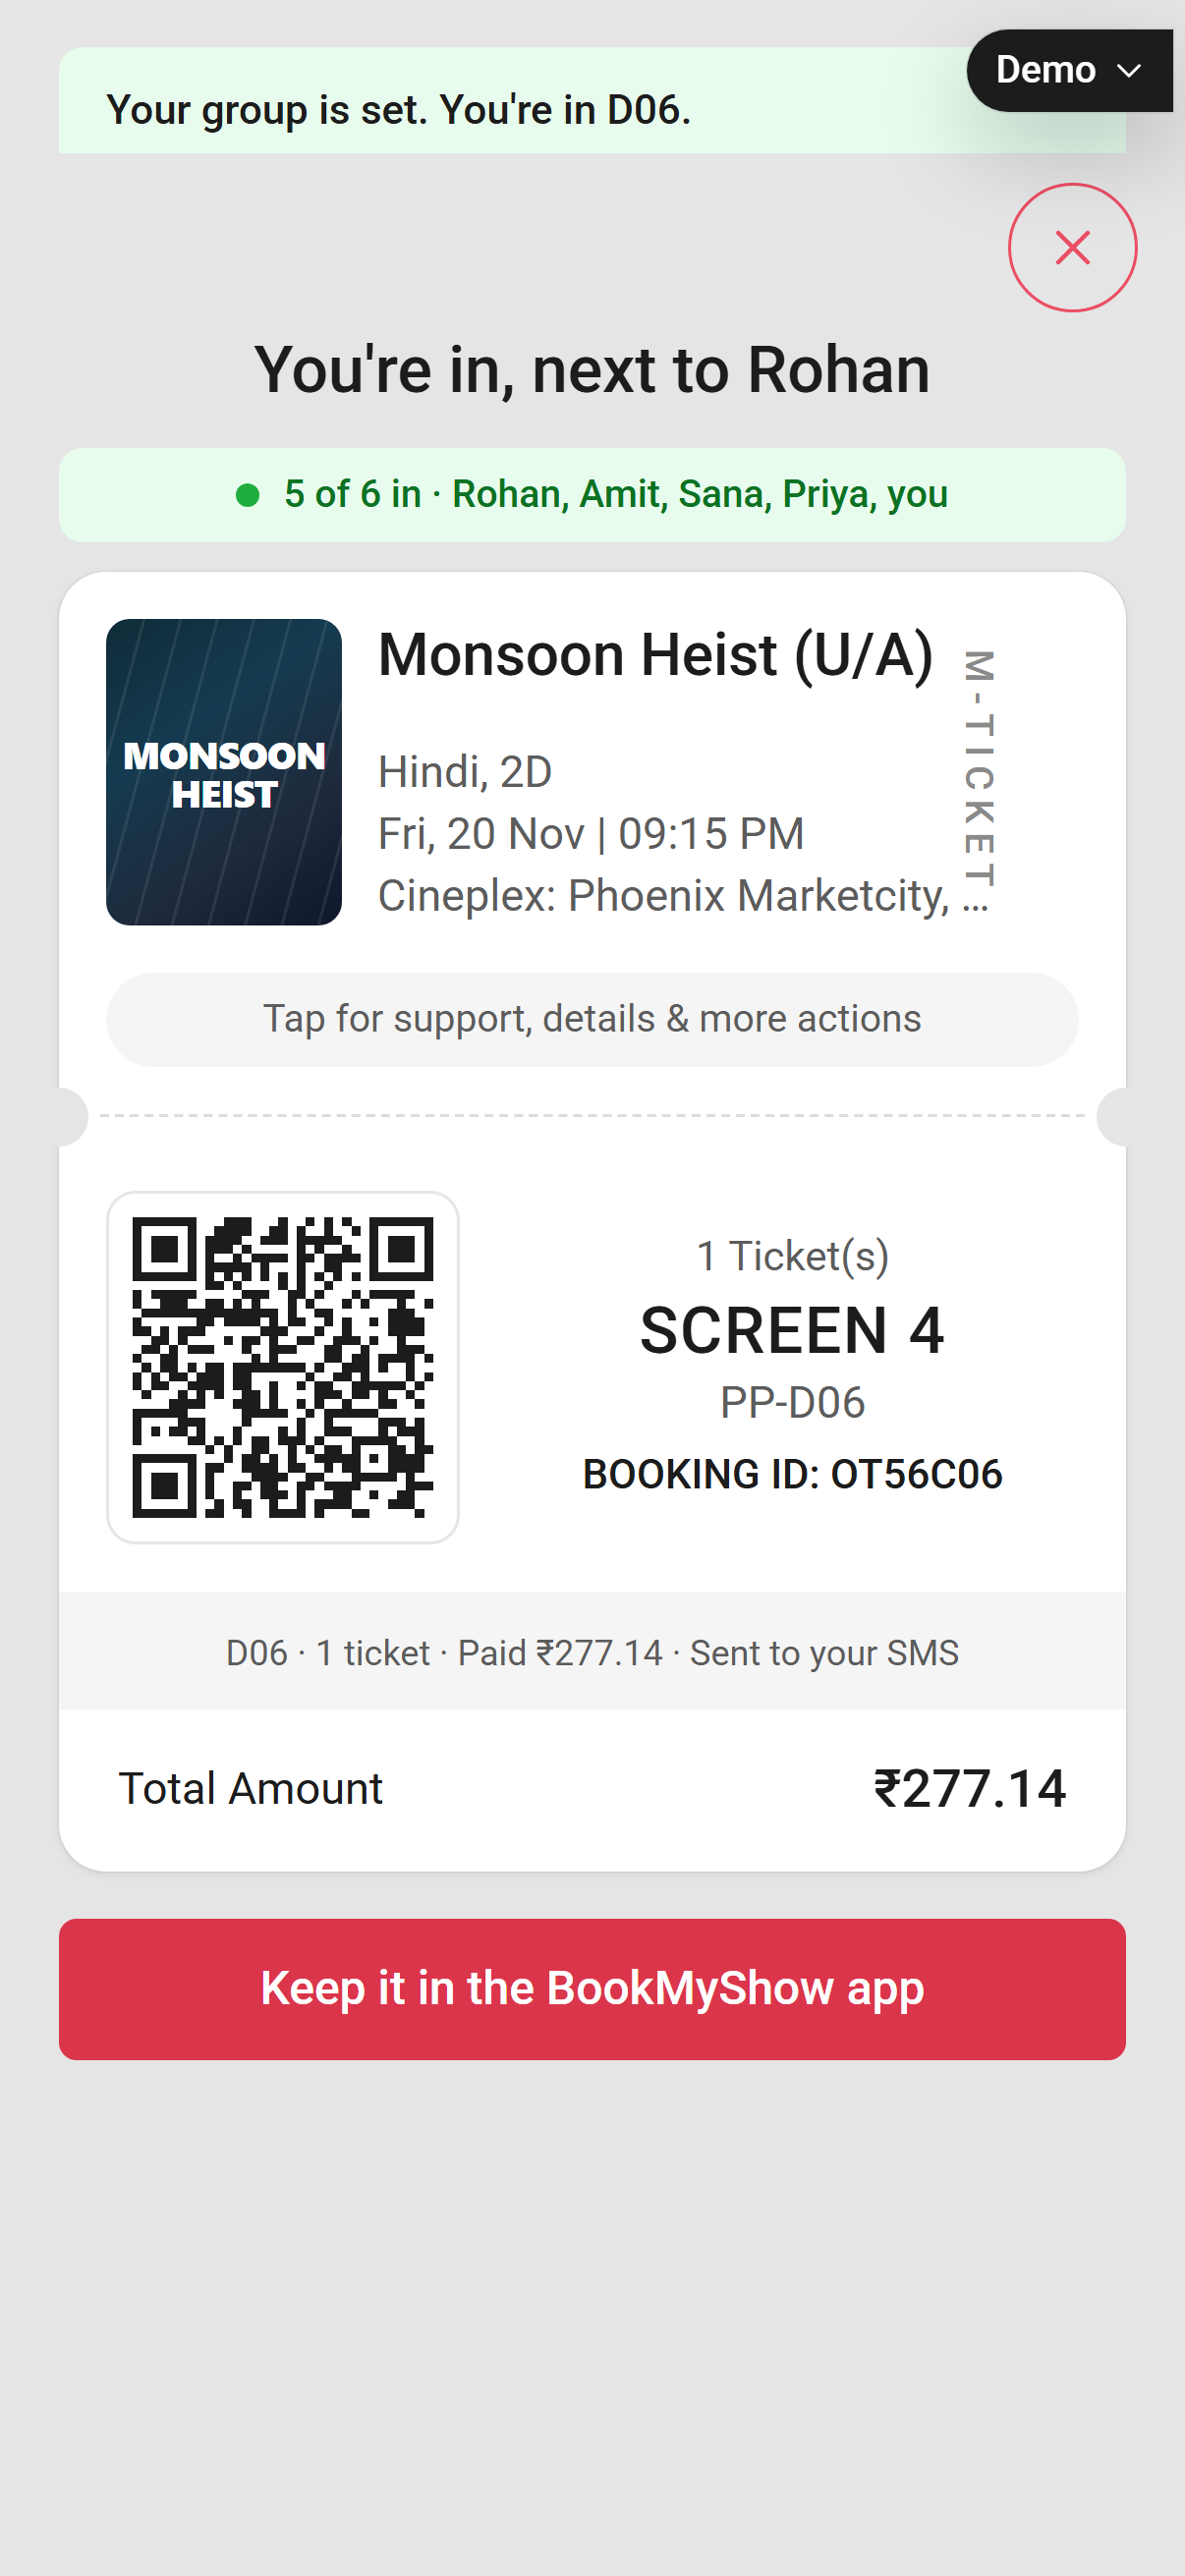 Demo
Your group is set. You're in D06.
You're in, next to Rohan
5 of 6 in · Rohan, Amit, Sana, Priya, you
MONSOON
HEIST
Monsoon Heist (U/A)
Hindi, 2D
Fri, 20 Nov | 09:15 PM
Cineplex: Phoenix Marketcity, ...
M-TICKET
Tap for support, details & more actions
1 Ticket(s)
SCREEN 4
PP-D06
BOOKING ID: OT56C06
D06 · 1 ticket · Paid ₹277.14 · Sent to your SMS
Total Amount ₹277.14
Keep it in the BookMyShow app